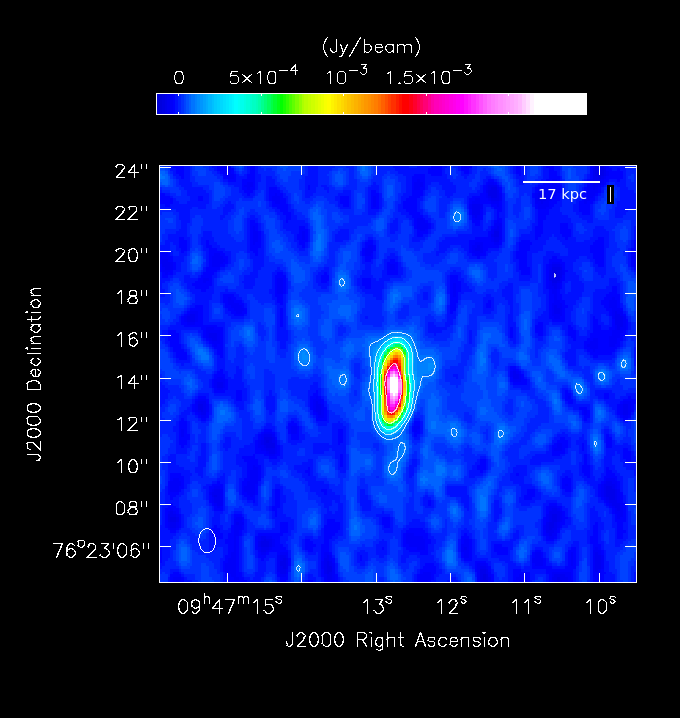 (Jy/beam)
0 5×10⁻⁴ 10⁻³ 1.5×10⁻³
24"
17 kpc
22"
20"
18"
16"
14"
12"
10"
08"
76°23'06"
09ʰ47ᵐ15ˢ 13ˢ 12ˢ 11ˢ 10ˢ
J2000 Right Ascension
J2000 Declination